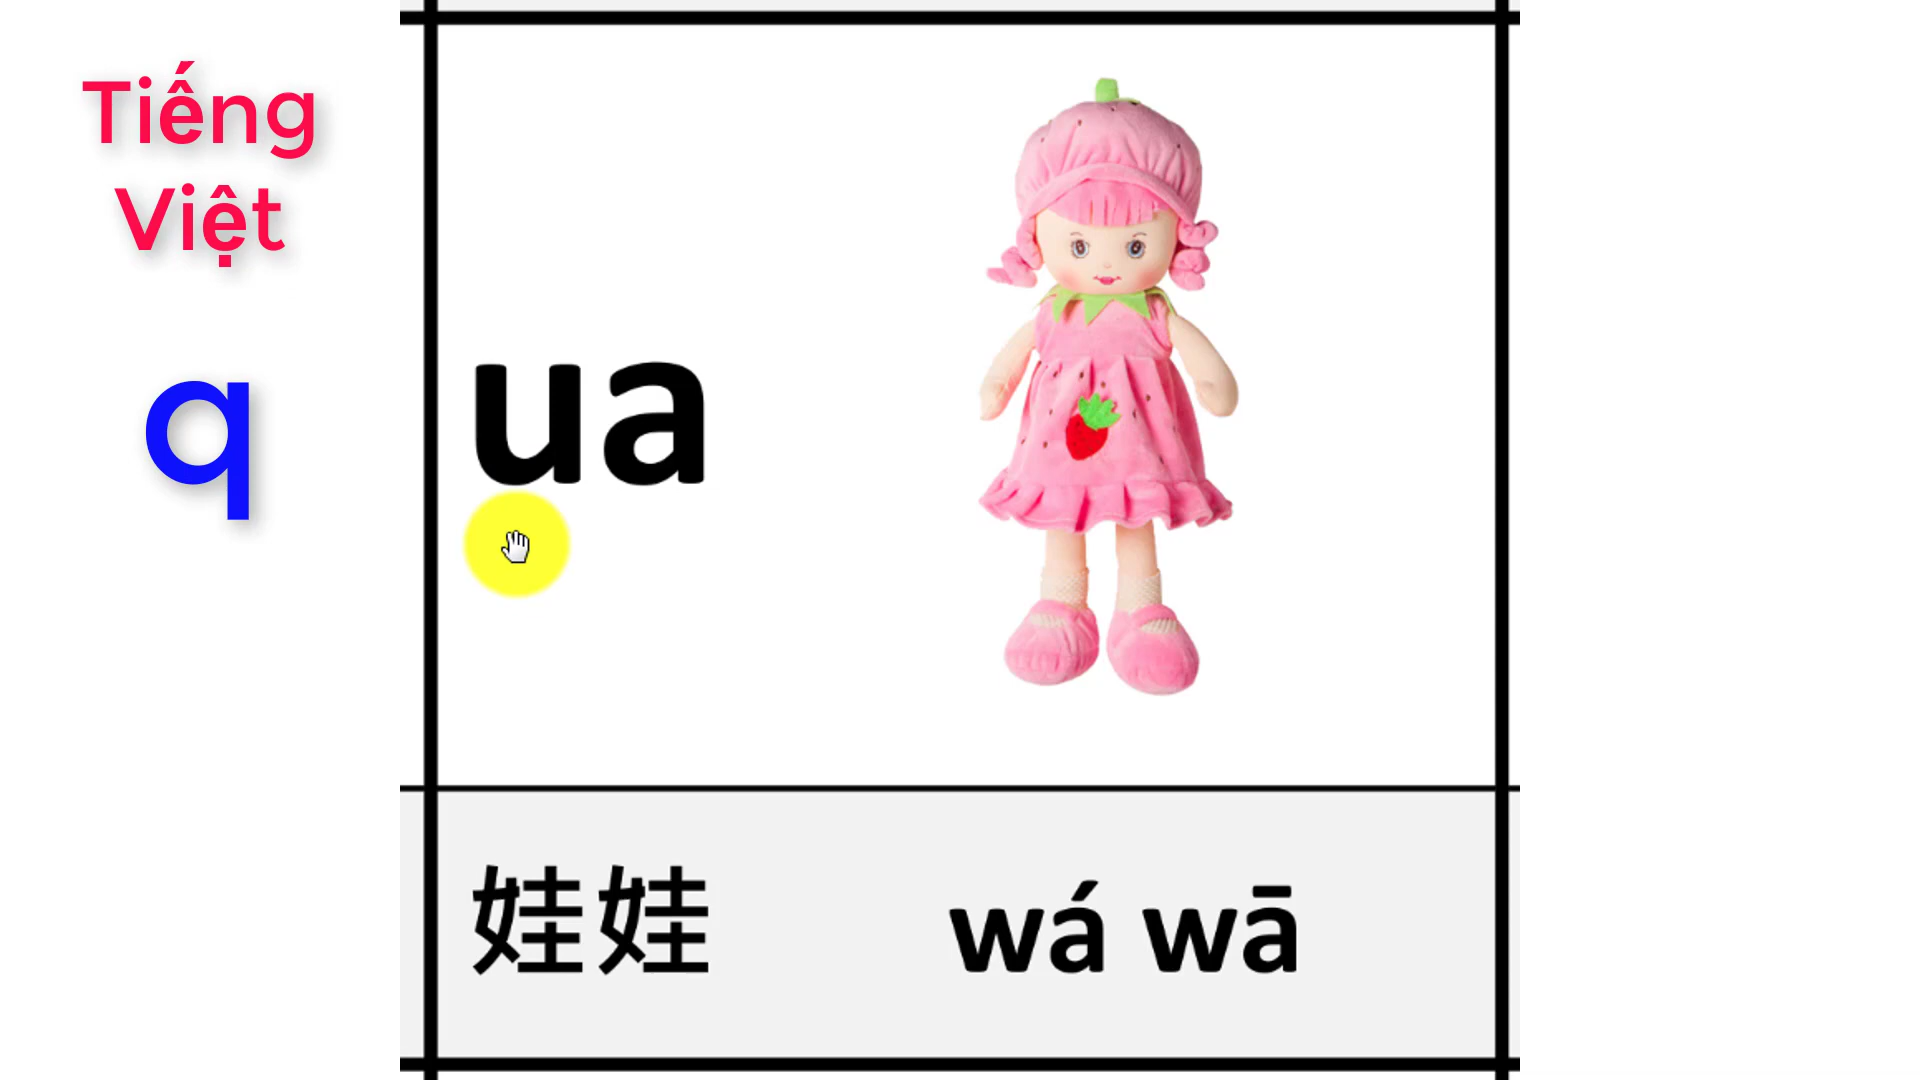 Tiếng
Việt
q
ua
娃娃
wá wā